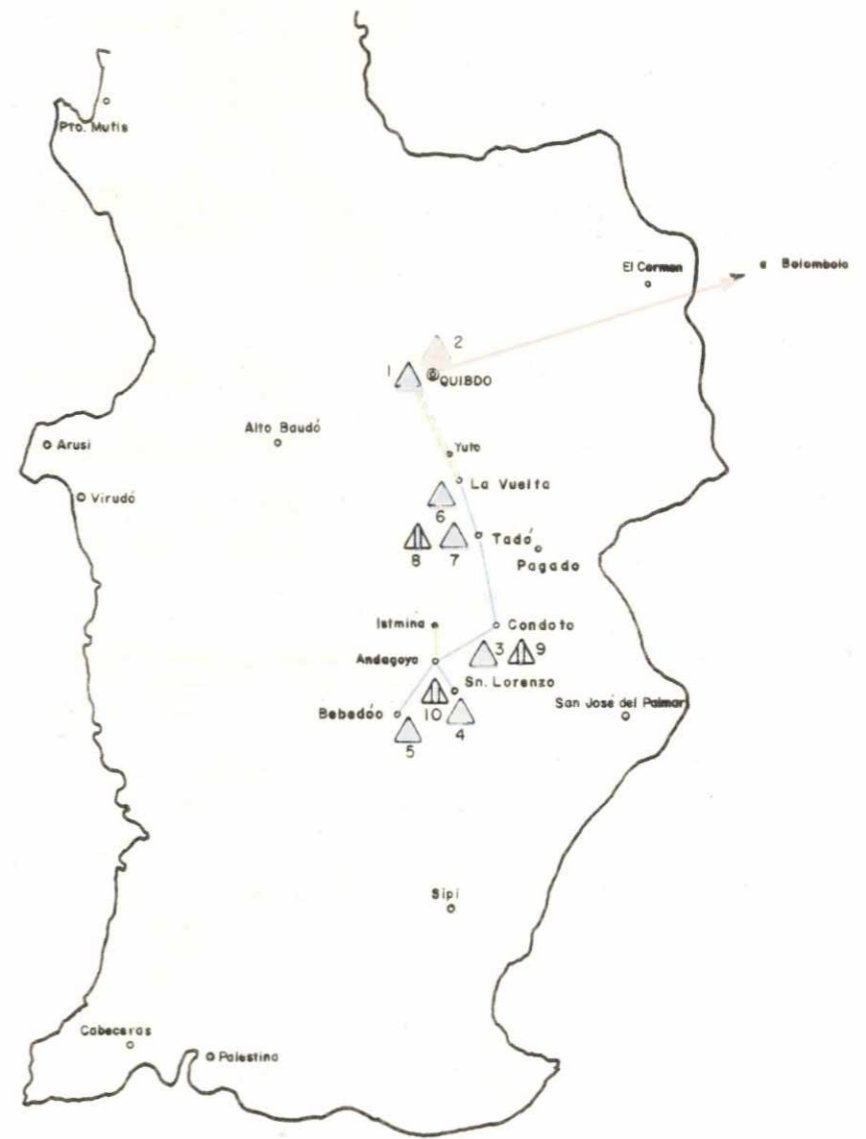 Pto. Mutis
El Carmen
a Bolombolo
2
1
QUIBDO
Alto Baudó
Arusi
Yuto
La Vuelta
Virudó
6
Tadó
8
7
Pagado
Istmina
Condoto
3
9
Andagoya
Sn. Lorenzo
San José del Palmar
Bebedóo
10
4
5
Sipi
Cabeceras
Palestina